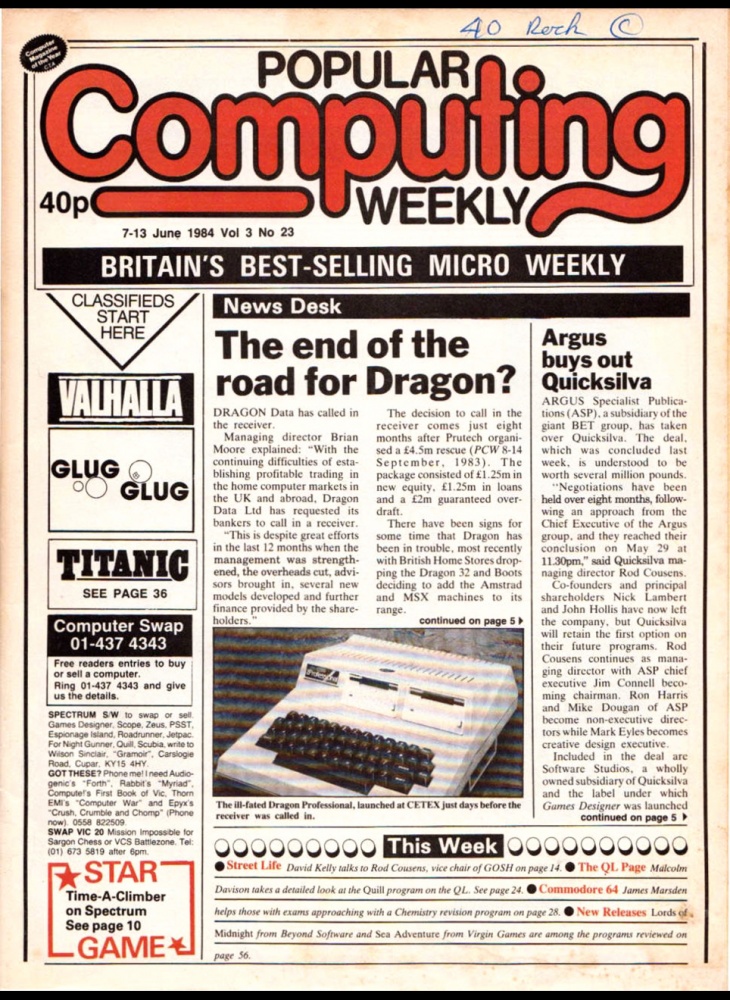 40 Rock ©
Computer
Magazine
of the Year
CTA
POPULAR
Computing
WEEKLY
40p
7-13 June 1984 Vol 3 No 23
BRITAIN'S BEST-SELLING MICRO WEEKLY
CLASSIFIEDS
START
HERE
VALHALLA
GLUG
GLUG
TITANIC
SEE PAGE 36
Computer Swap
01-437 4343
Free readers entries to buy
or sell a computer.
Ring 01-437 4343 and give
us the details.
SPECTRUM S/W to swap or sell.
Games Designer, Scope, Zeus, PSST,
Espionage Island, Roadrunner, Jetpac.
For Night Gunner, Quill, Scubia, write to
Wilson Sinclair, "Gramoir", Carslogie
Road, Cupar, KY15 4HY.
GOT THESE? Phone me! I need Audio-
genic's "Forth", Rabbit's "Myriad",
Compute!'s First Book of Vic, Thorn
EMI's "Computer War" and Epyx's
"Crush, Crumble and Chomp" (Phone
now). 0558 822509.
SWAP VIC 20 Mission Impossible for
Sargon Chess or VCS Battlezone. Tel:
(01) 673 5819 after 6pm.
STAR
Time-A-Climber
on Spectrum
See page 10
GAME
News Desk
The end of the
road for Dragon?
DRAGON Data has called in
the receiver.
Managing director Brian
Moore explained: "With the
continuing difficulties of esta-
blishing profitable trading in
the home computer markets in
the UK and abroad, Dragon
Data Ltd has requested its
bankers to call in a receiver.
"This is despite great efforts
in the last 12 months when the
management was strength-
ened, the overheads cut, advi-
sors brought in, several new
models developed and further
finance provided by the share-
holders."
The decision to call in the
receiver comes just eight
months after Prutech organi-
sed a £4.5m rescue (PCW 8-14
September, 1983). The
package consisted of £1.25m in
new equity, £1.25m in loans
and a £2m guaranteed over-
draft.
There have been signs for
some time that Dragon has
been in trouble, most recently
with British Home Stores drop-
ping the Dragon 32 and Boots
deciding to add the Amstrad
and MSX machines to its
range.
continued on page 5
The ill-fated Dragon Professional, launched at CETEX just days before the
receiver was called in.
Argus
buys out
Quicksilva
ARGUS Specialist Publica-
tions (ASP), a subsidiary of the
giant BET group, has taken
over Quicksilva. The deal,
which was concluded last
week, is understood to be
worth several million pounds.
"Negotiations have been
held over eight months, follow-
wing an approach from the
Chief Executive of the Argus
group, and they reached their
conclusion on May 29 at
11.30pm," said Quicksilva ma-
naging director Rod Cousens.
Co-founders and principal
shareholders Nick Lambert
and John Hollis have now left
the company, but Quicksilva
will retain the first option on
their future programs. Rod
Cousens continues as mana-
ging director with ASP chief
executive Jim Connell beco-
ming chairman. Ron Harris
and Mike Dougan of ASP
become non-executive direc-
tors while Mark Eyles becomes
creative design executive.
Included in the deal are
Software Studios, a wholly
owned subsidiary of Quicksilva
and the label under which
Games Designer was launched
continued on page 5
This Week
● Street Life David Kelly talks to Rod Cousens, vice chair of GOSH on page 14. ● The QL Page Malcolm
Davison takes a detailed look at the Quill program on the QL. See page 24. ● Commodore 64 James Marsden
helps those with exams approaching with a Chemistry revision program on page 28. ● New Releases Lords of
Midnight from Beyond Software and Sea Adventure from Virgin Games are among the programs reviewed on
page 56.